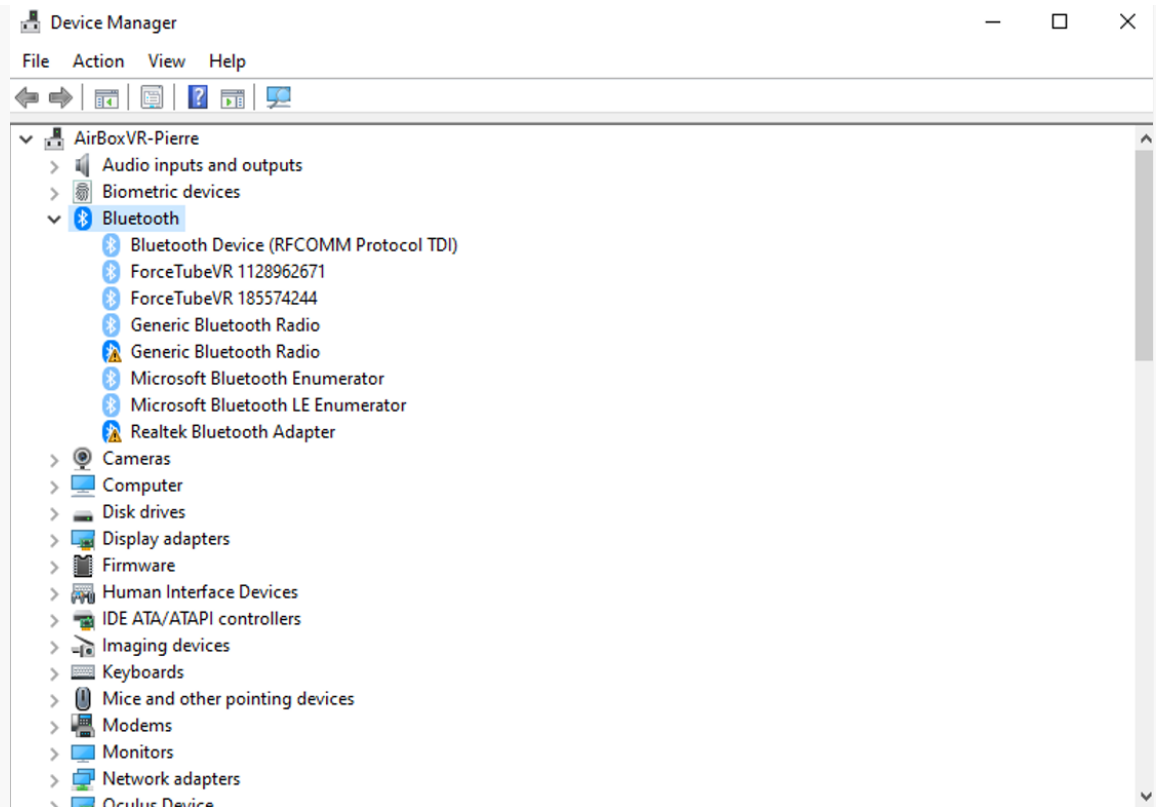 Device Manager
File Action View Help
AirBoxVR-Pierre
Audio inputs and outputs
Biometric devices
Bluetooth
Bluetooth Device (RFCOMM Protocol TDI)
ForceTubeVR 1128962671
ForceTubeVR 185574244
Generic Bluetooth Radio
Generic Bluetooth Radio
Microsoft Bluetooth Enumerator
Microsoft Bluetooth LE Enumerator
Realtek Bluetooth Adapter
Cameras
Computer
Disk drives
Display adapters
Firmware
Human Interface Devices
IDE ATA/ATAPI controllers
Imaging devices
Keyboards
Mice and other pointing devices
Modems
Monitors
Network adapters
Oculus Device